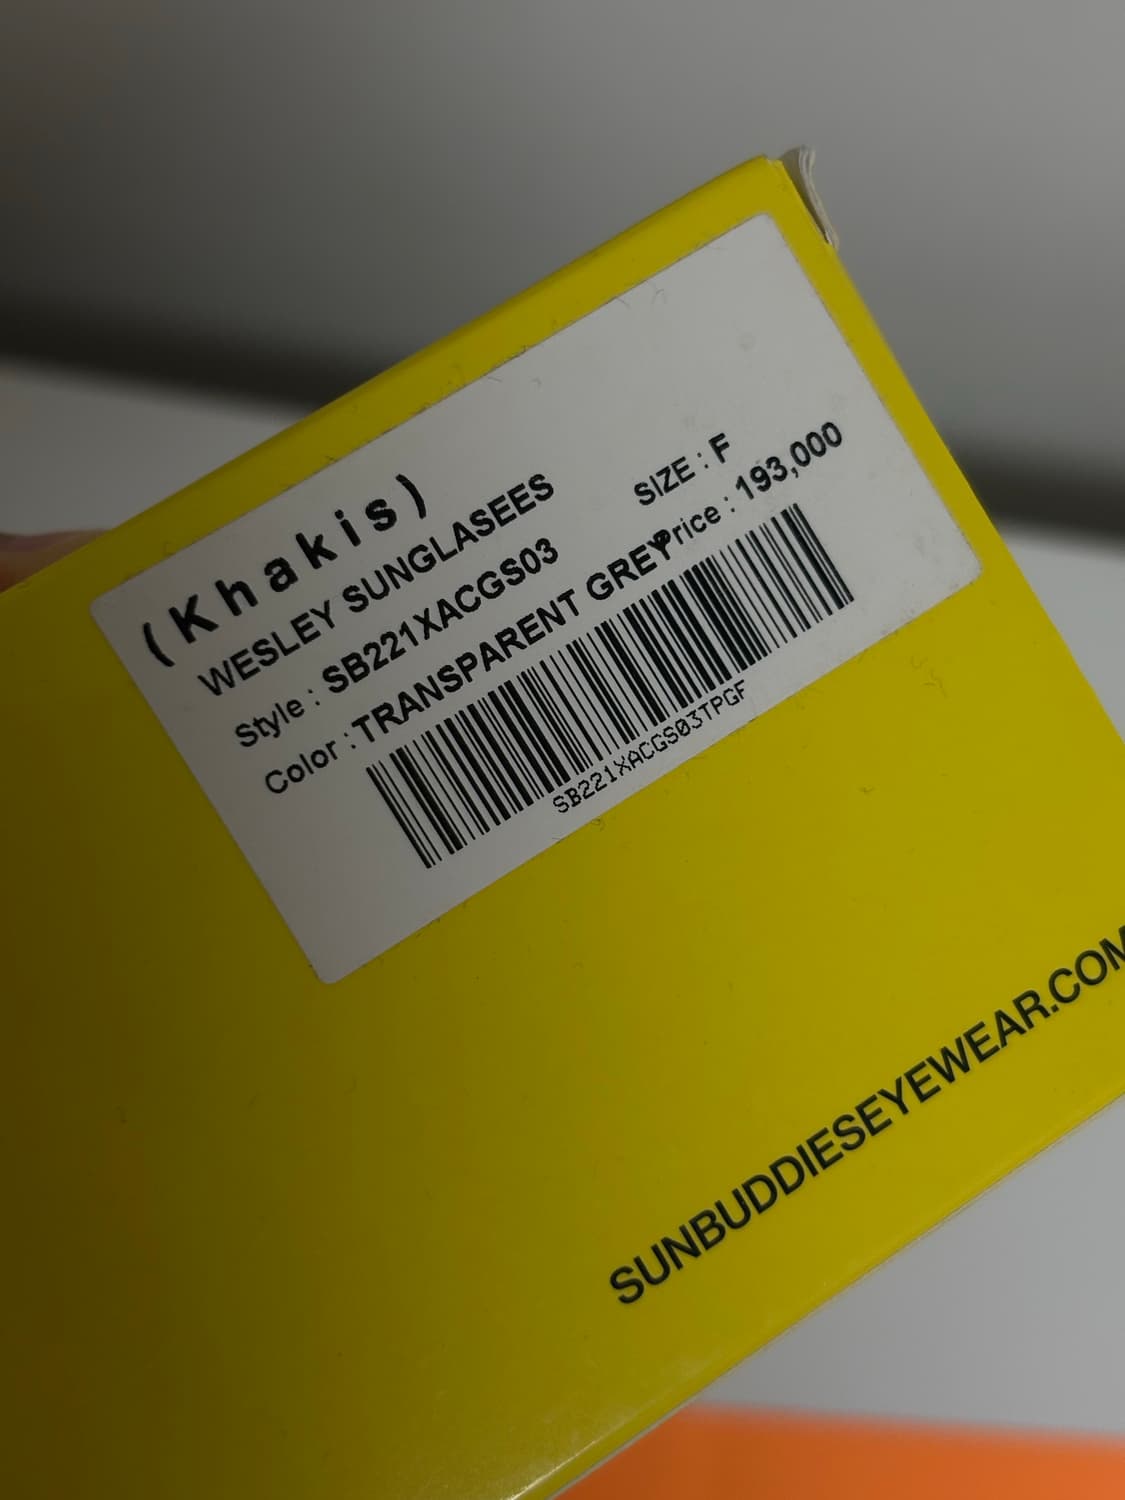 (Khakis)
WESLEY SUNGLASEES
SIZE : F
Style : SB221XACGS03
Price : 193,000
Color : TRANSPARENT GREY
SB221XACGS03TPGF
SUNBUDDIESEYEWEAR.COM